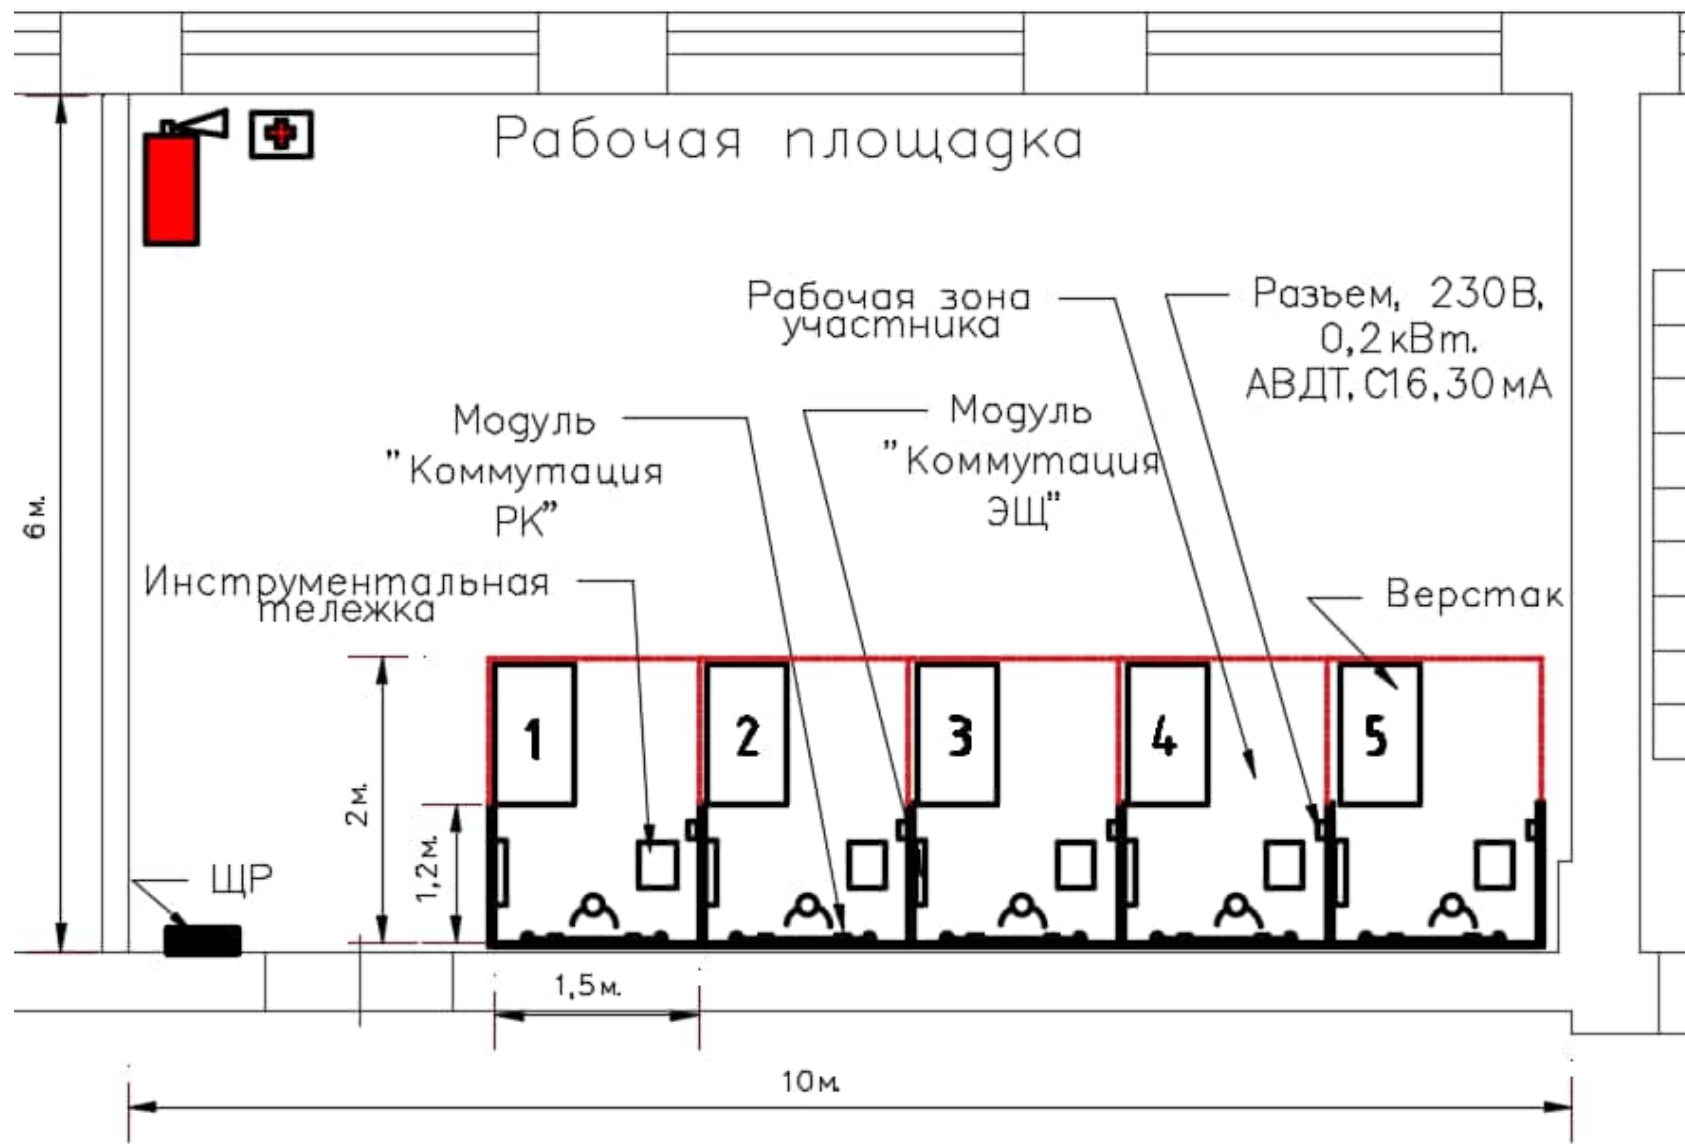 Рабочая площадка
Рабочая зона
участника
Разъем, 230В,
0,2кВт.
АВДТ, С16,30мА
Модуль
"Коммутация
РК"
Модуль
"Коммутация
ЭЩ"
6м.
Инструментальная
тележка
Верстак
1
2
3
4
5
2м.
1,2м.
ЩР
1,5м.
10м.